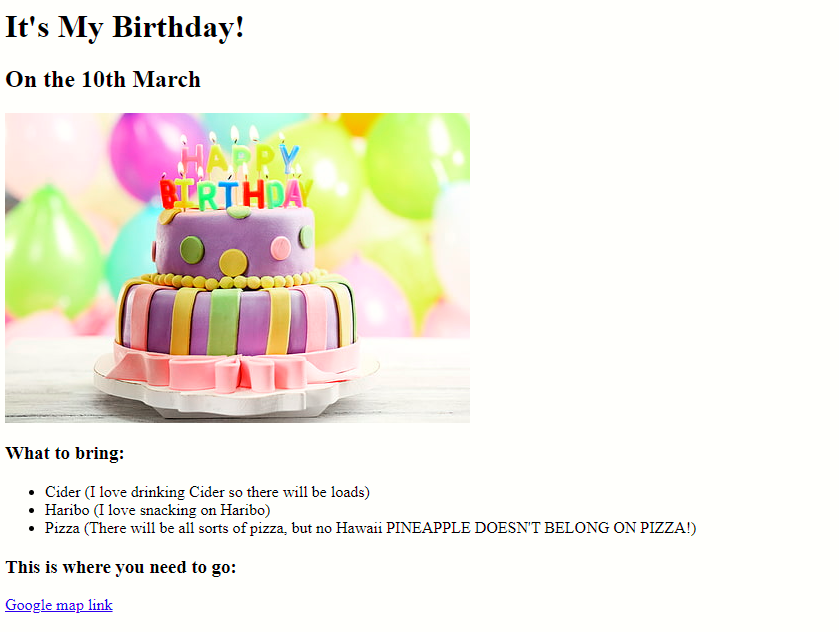 It's My Birthday!
On the 10th March
HAPPY
BIRTHDAY
What to bring:
Cider (I love drinking Cider so there will be loads)
Haribo (I love snacking on Haribo)
Pizza (There will be all sorts of pizza, but no Hawaii PINEAPPLE DOESN'T BELONG ON PIZZA!)
This is where you need to go:
Google map link